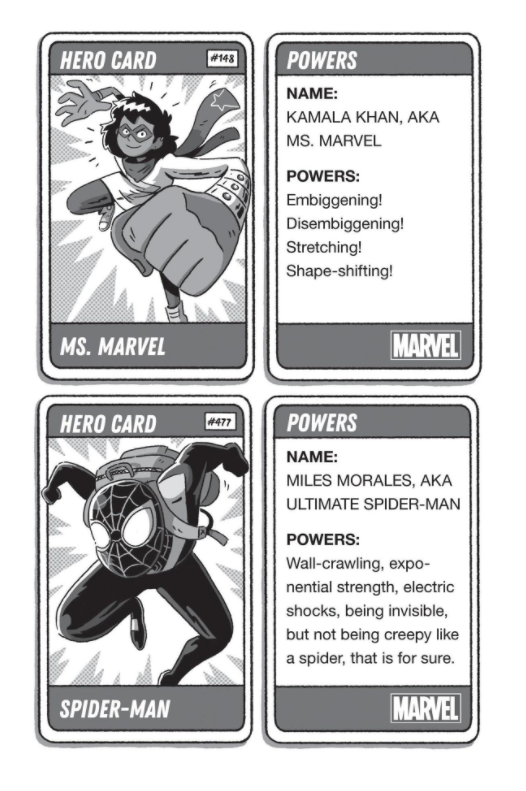 HERO CARD
#148
MS. MARVEL
POWERS
NAME:
KAMALA KHAN, AKA
MS. MARVEL
POWERS:
Embiggening!
Disembiggening!
Stretching!
Shape-shifting!
MARVEL
HERO CARD
#477
SPIDER-MAN
POWERS
NAME:
MILES MORALES, AKA
ULTIMATE SPIDER-MAN
POWERS:
Wall-crawling, expo-
nential strength, electric
shocks, being invisible,
but not being creepy like
a spider, that is for sure.
MARVEL